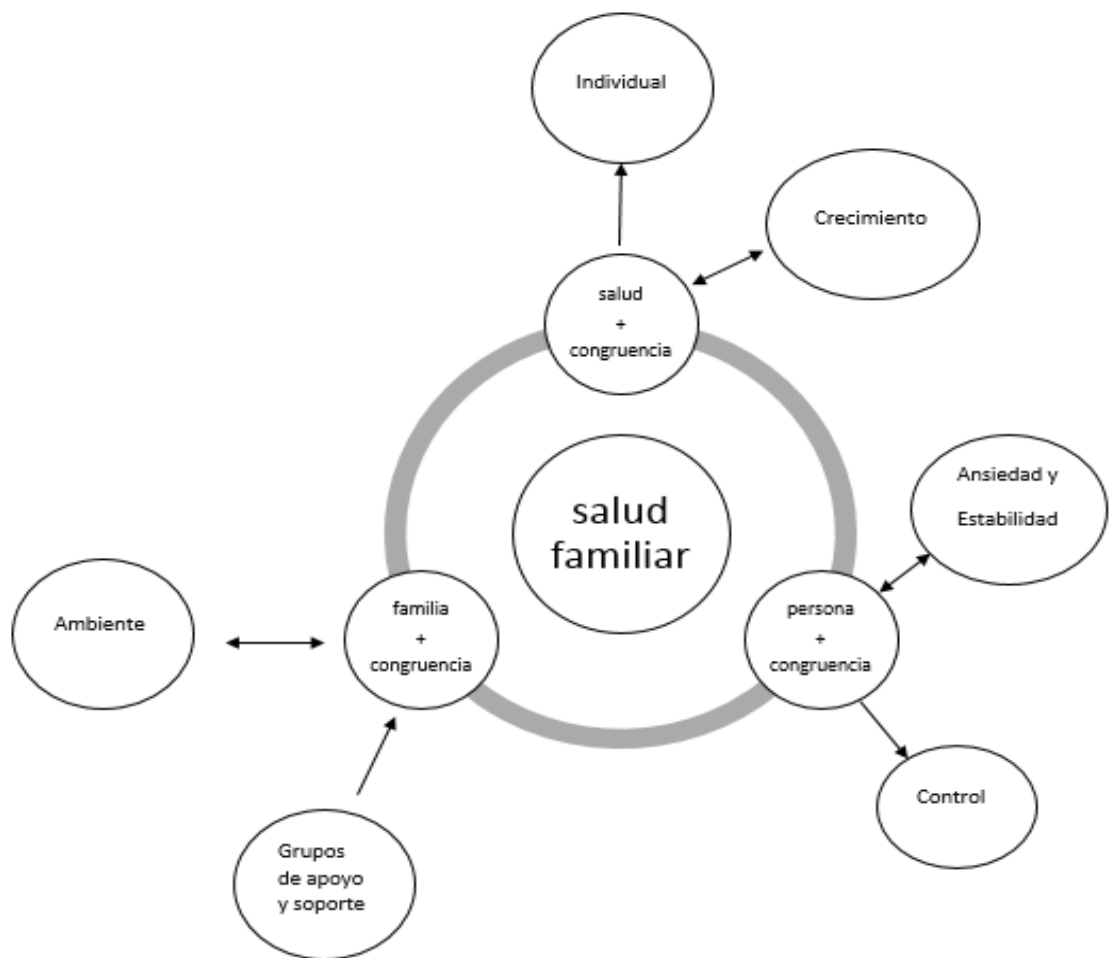 Individual
Crecimiento
salud
+
congruencia
Ansiedad y
Estabilidad
salud
familiar
familia
+
congruencia
persona
+
congruencia
Ambiente
Control
Grupos
de apoyo
y soporte